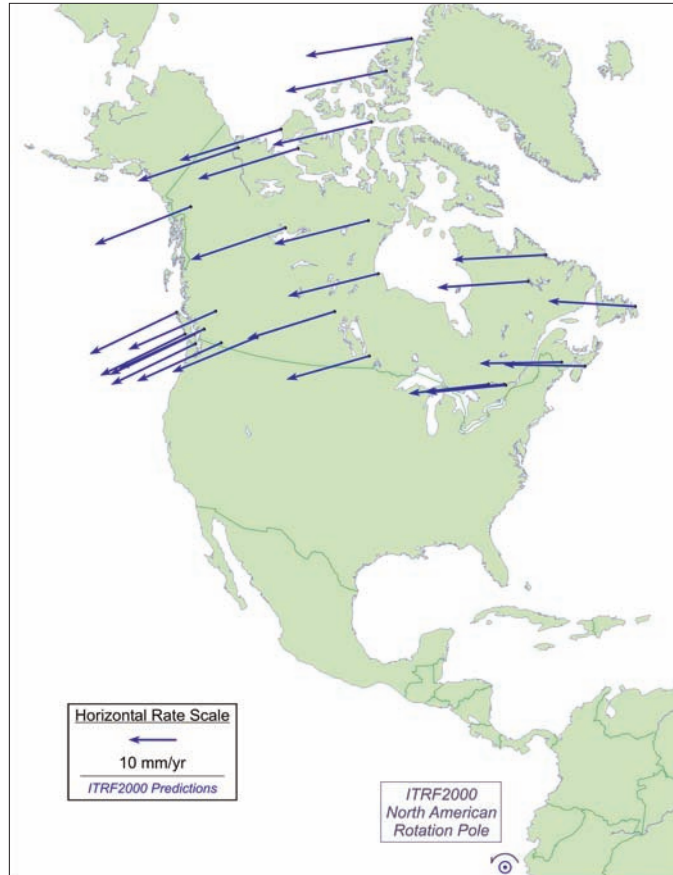 Horizontal Rate Scale
10 mm/yr
ITRF2000 Predictions
ITRF2000
North American
Rotation Pole